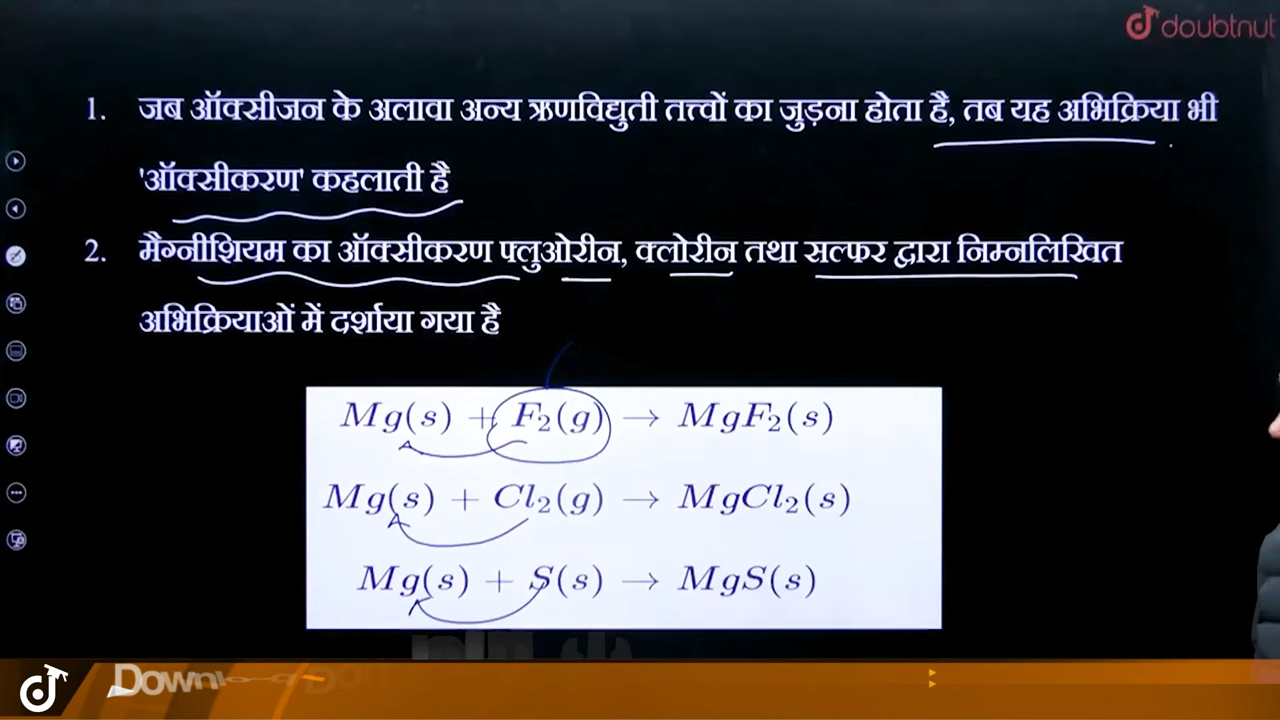 doubtnut
1. जब ऑक्सीजन के अलावा अन्य ऋणविद्युती तत्त्वों का जुड़ना होता है, तब यह अभिक्रिया भी
'ऑक्सीकरण' कहलाती है
2. मैग्नीशियम का ऑक्सीकरण फ्लुओरीन, क्लोरीन तथा सल्फर द्वारा निम्नलिखित
अभिक्रियाओं में दर्शाया गया है
Mg(s) + F₂(g) → MgF₂(s)
Mg(s) + Cl₂(g) → MgCl₂(s)
Mg(s) + S(s) → MgS(s)